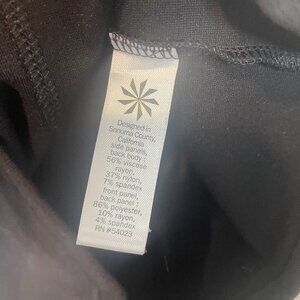 Designed in
Sonoma County,
California
side panels,
back body :
56% viscose
rayon,
37% nylon,
7% spandex
front panel,
back panel:
86% polyester,
10% rayon,
4% spandex
RN #54023